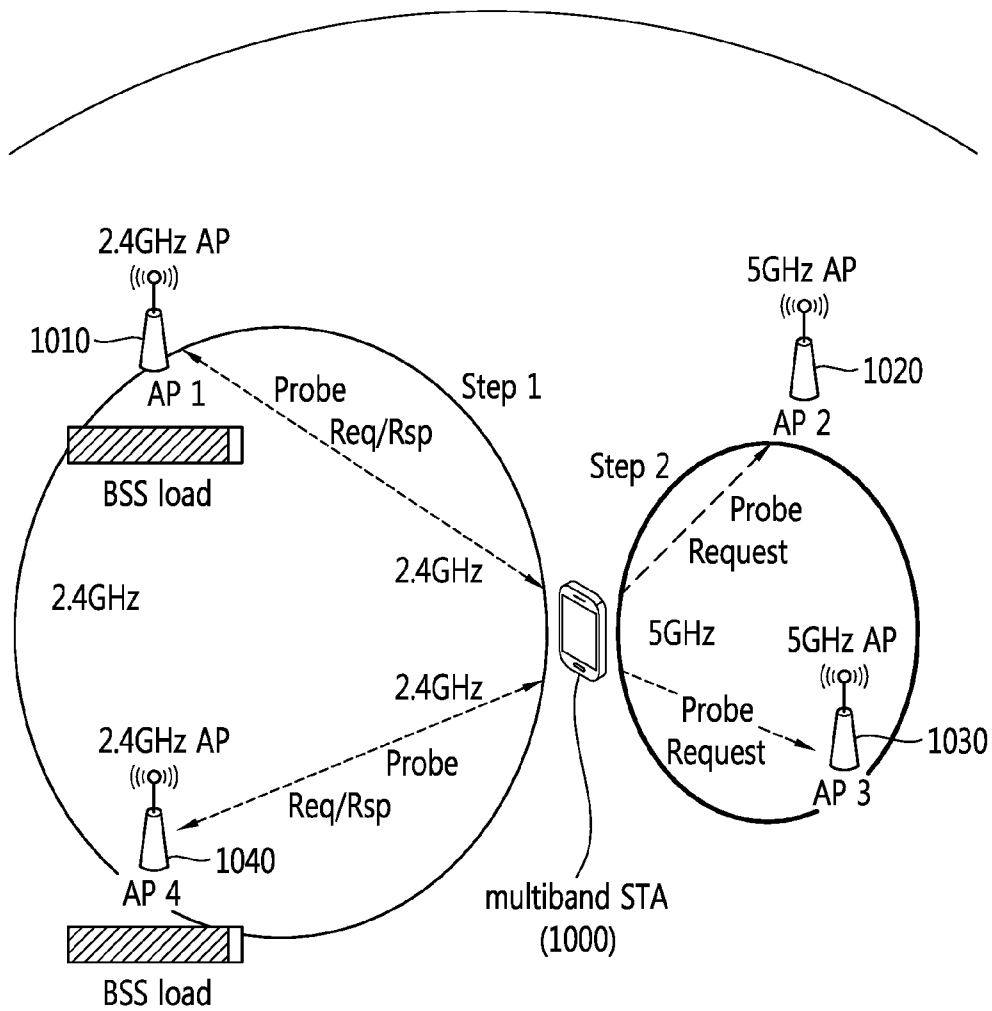 2.4GHz AP
1010
AP 1
BSS load
Probe
Req/Rsp
Step 1
2.4GHz
2.4GHz
5GHz AP
1020
AP 2
Step 2
Probe
Request
5GHz
5GHz AP
Probe
Request
1030
AP 3
2.4GHz
2.4GHz AP
Probe
Req/Rsp
1040
AP 4
BSS load
multiband STA
(1000)